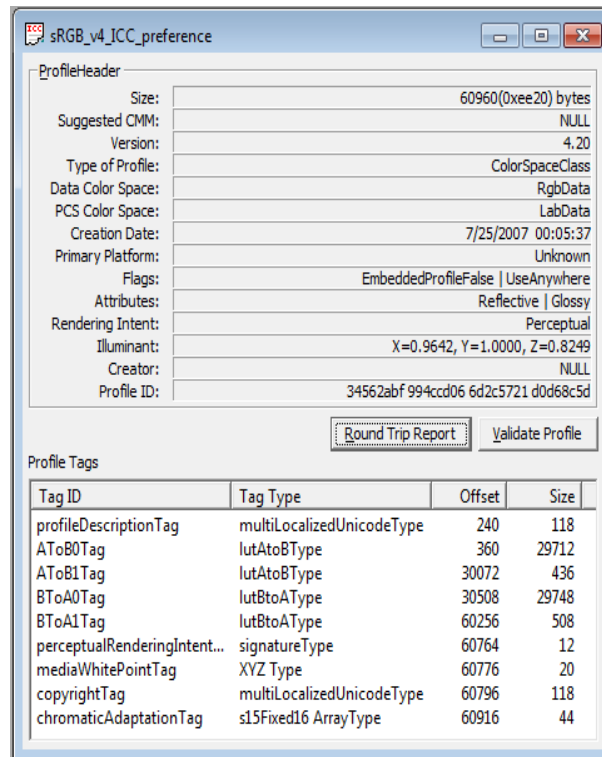 ICC sRGB_v4_ICC_preference
ProfileHeader
Size: 60960(0xee20) bytes
Suggested CMM: NULL
Version: 4.20
Type of Profile: ColorSpaceClass
Data Color Space: RgbData
PCS Color Space: LabData
Creation Date: 7/25/2007 00:05:37
Primary Platform: Unknown
Flags: EmbeddedProfileFalse | UseAnywhere
Attributes: Reflective | Glossy
Rendering Intent: Perceptual
Illuminant: X=0.9642, Y=1.0000, Z=0.8249
Creator: NULL
Profile ID: 34562abf 994ccd06 6d2c5721 d0d68c5d
Round Trip Report Validate Profile
Profile Tags
Tag ID Tag Type Offset Size
profileDescriptionTag multiLocalizedUnicodeType 240 118
AToB0Tag lutAtoBType 360 29712
AToB1Tag lutAtoBType 30072 436
BToA0Tag lutBtoAType 30508 29748
BToA1Tag lutBtoAType 60256 508
perceptualRenderingIntent... signatureType 60764 12
mediaWhitePointTag XYZ Type 60776 20
copyrightTag multiLocalizedUnicodeType 60796 118
chromaticAdaptationTag s15Fixed16 ArrayType 60916 44